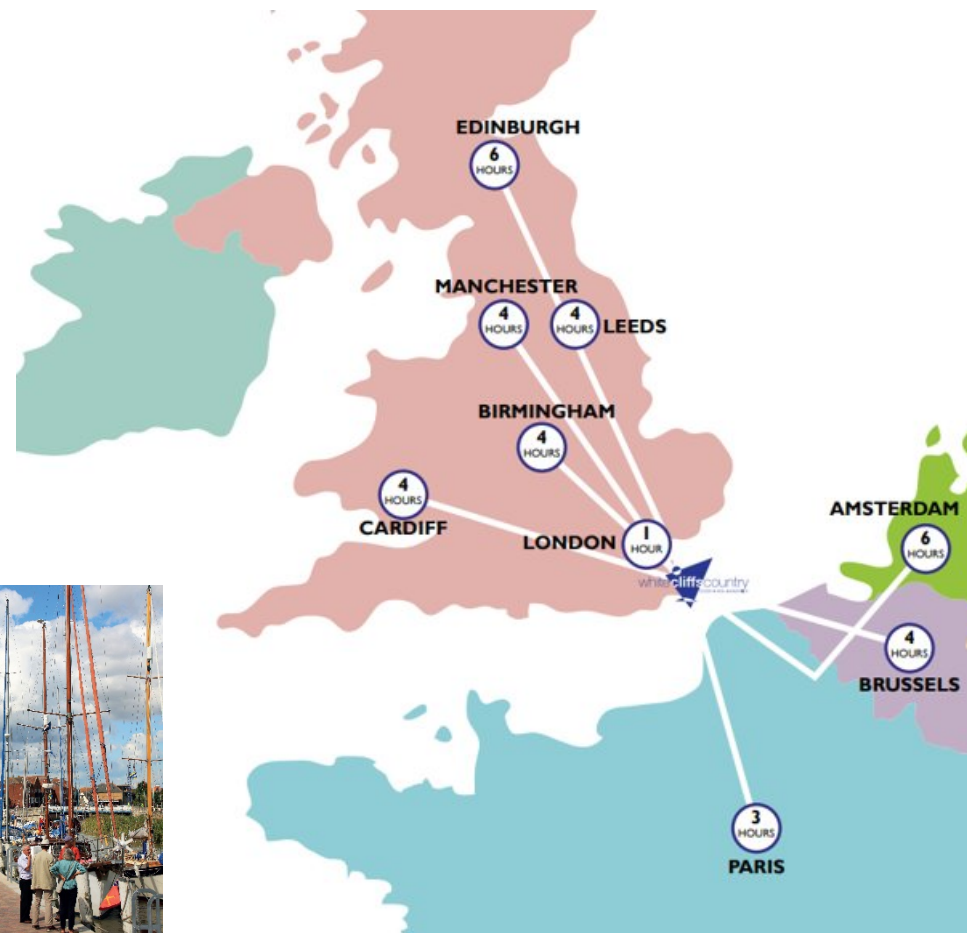 EDINBURGH
6
HOURS
MANCHESTER
4
HOURS
4
HOURS
LEEDS
BIRMINGHAM
4
HOURS
4
HOURS
CARDIFF
LONDON
1
HOUR
whitecliffscountry
AMSTERDAM
6
HOURS
4
HOURS
BRUSSELS
3
HOURS
PARIS